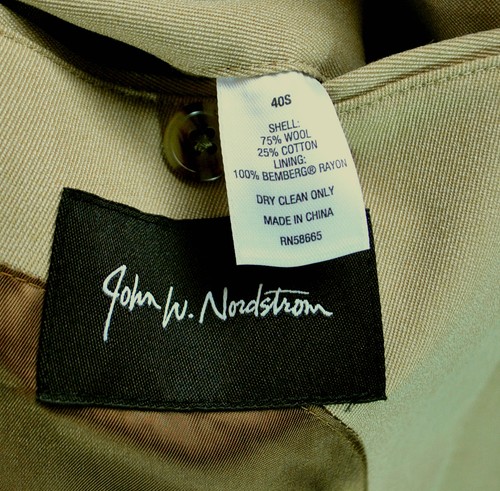 40S
SHELL:
75% WOOL
25% COTTON
LINING:
100% BEMBERG® RAYON
DRY CLEAN ONLY
MADE IN CHINA
RN58665
John W. Nordstrom